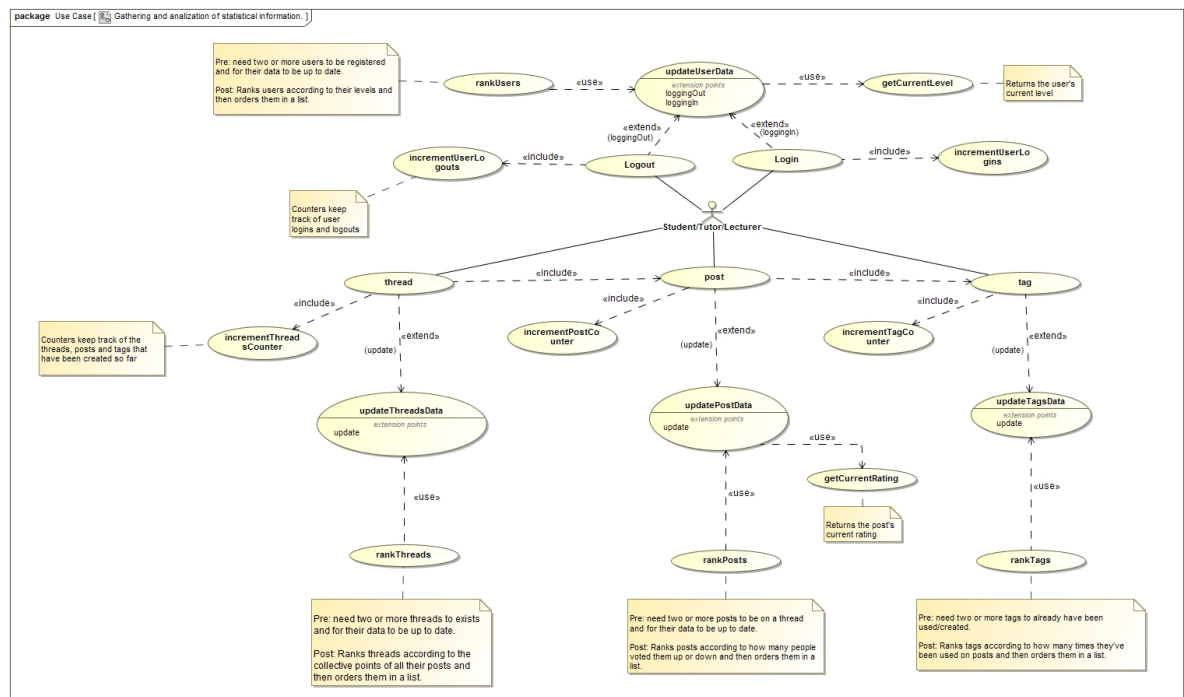 package Use Case [ Gathering and analization of statistical information. ]
Pre: need two or more users to be registered
and for their data to be up to date.
Post: Ranks users according to their levels and
then orders them in a list.
rankUsers
«use»
updateUserData
extension points
loggingOut
loggingIn
«use»
getCurrentLevel
Returns the user's
current level
«extend»
(loggingOut)
«extend»
(loggingIn)
incrementUserLo
gouts
«include»
Logout
Login
«include»
incrementUserLo
gins
Counters keep
track of user
logins and logouts
Student/Tutor/Lecturer
thread
«include»
post
«include»
tag
«include»
«include»
«include»
Counters keep track of the
threads, posts and tags that
have been created so far
incrementThrea
dsCounter
«extend»
(update)
incrementPostCo
unter
«extend»
(update)
incrementTagCo
unter
«extend»
(update)
updateThreadsData
extension points
update
updatePostData
extension points
update
updateTagsData
extension points
update
«use»
getCurrentRating
«use»
«use»
«use»
Returns the post's
current rating
rankThreads
rankPosts
rankTags
Pre: need two or more threads to exists
and for their data to be up to date.
Post: Ranks threads according to the
collective points of all their posts and
then orders them in a list.
Pre: need two or more posts to be on a thread
and for their data to be up to date.
Post: Ranks posts according to how many people
voted them up or down and then orders them in a
list.
Pre: need two or more tags to already have been
used/created.
Post: Ranks tags according to how many times they've
been used on posts and then orders them in a list.